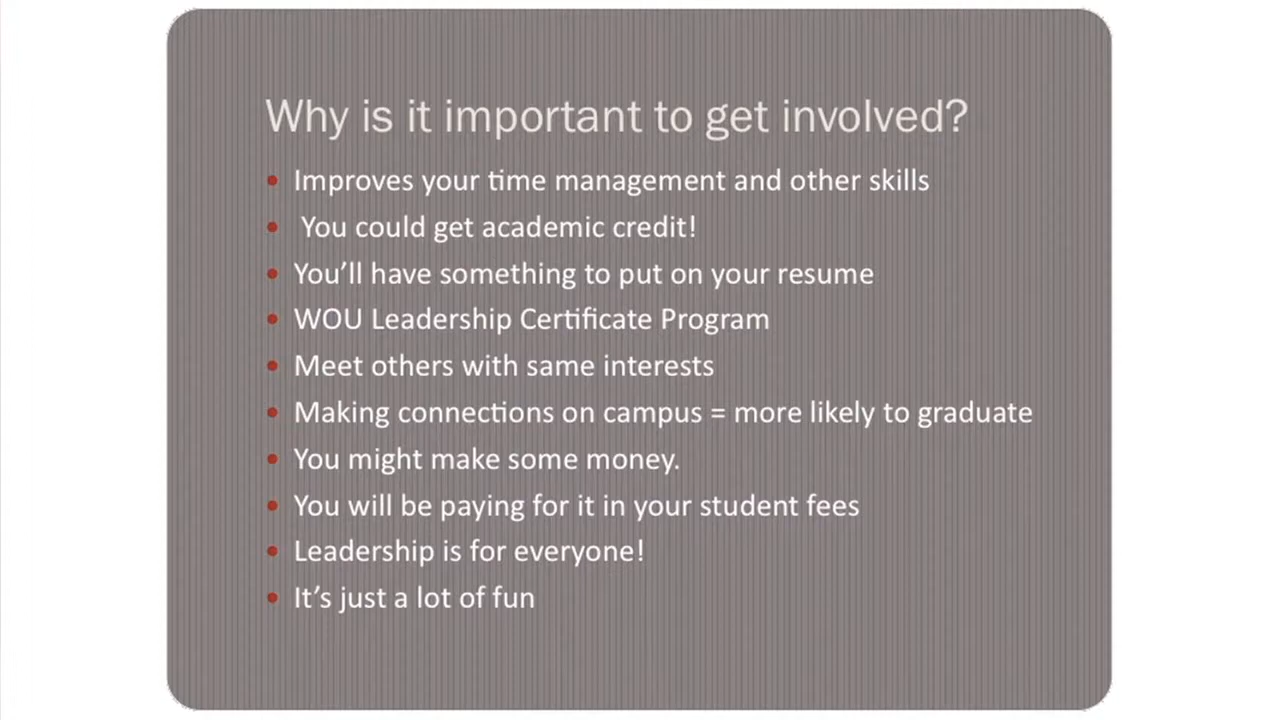 Why is it important to get involved?
• Improves your time management and other skills
• You could get academic credit!
• You’ll have something to put on your resume
• WOU Leadership Certificate Program
• Meet others with same interests
• Making connections on campus = more likely to graduate
• You might make some money.
• You will be paying for it in your student fees
• Leadership is for everyone!
• It’s just a lot of fun